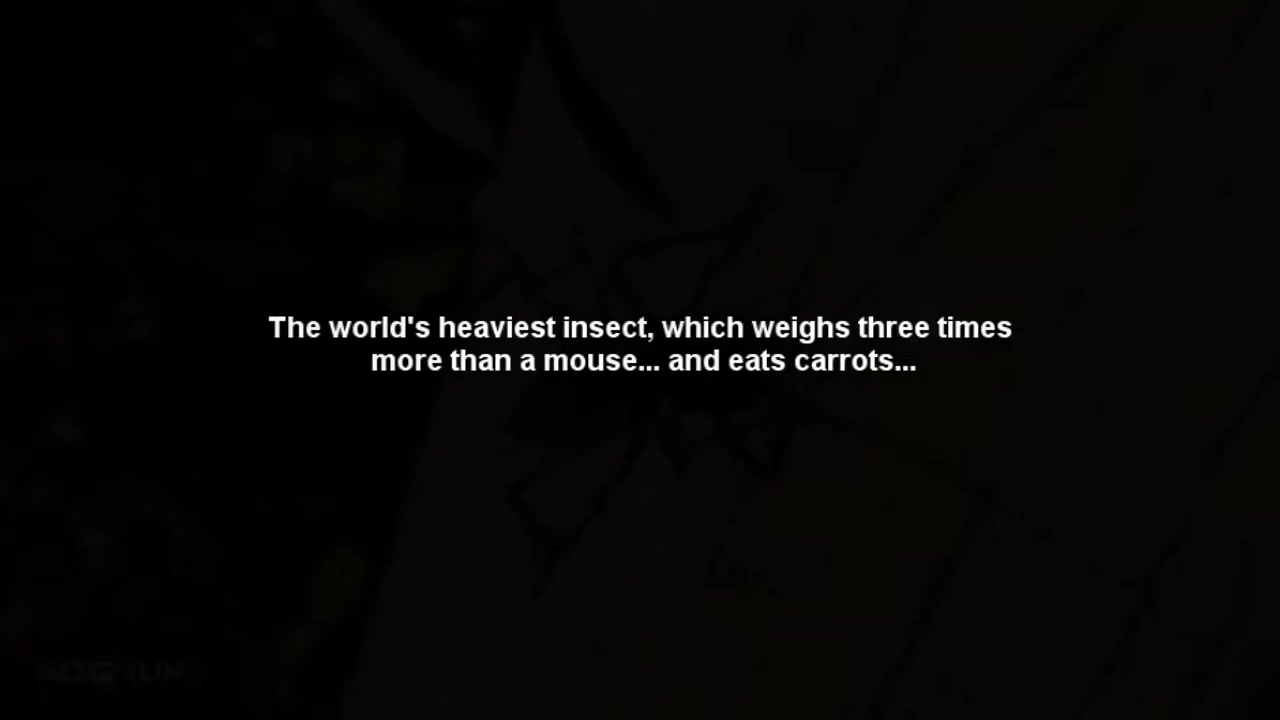 The world's heaviest insect, which weighs three times
more than a mouse... and eats carrots...